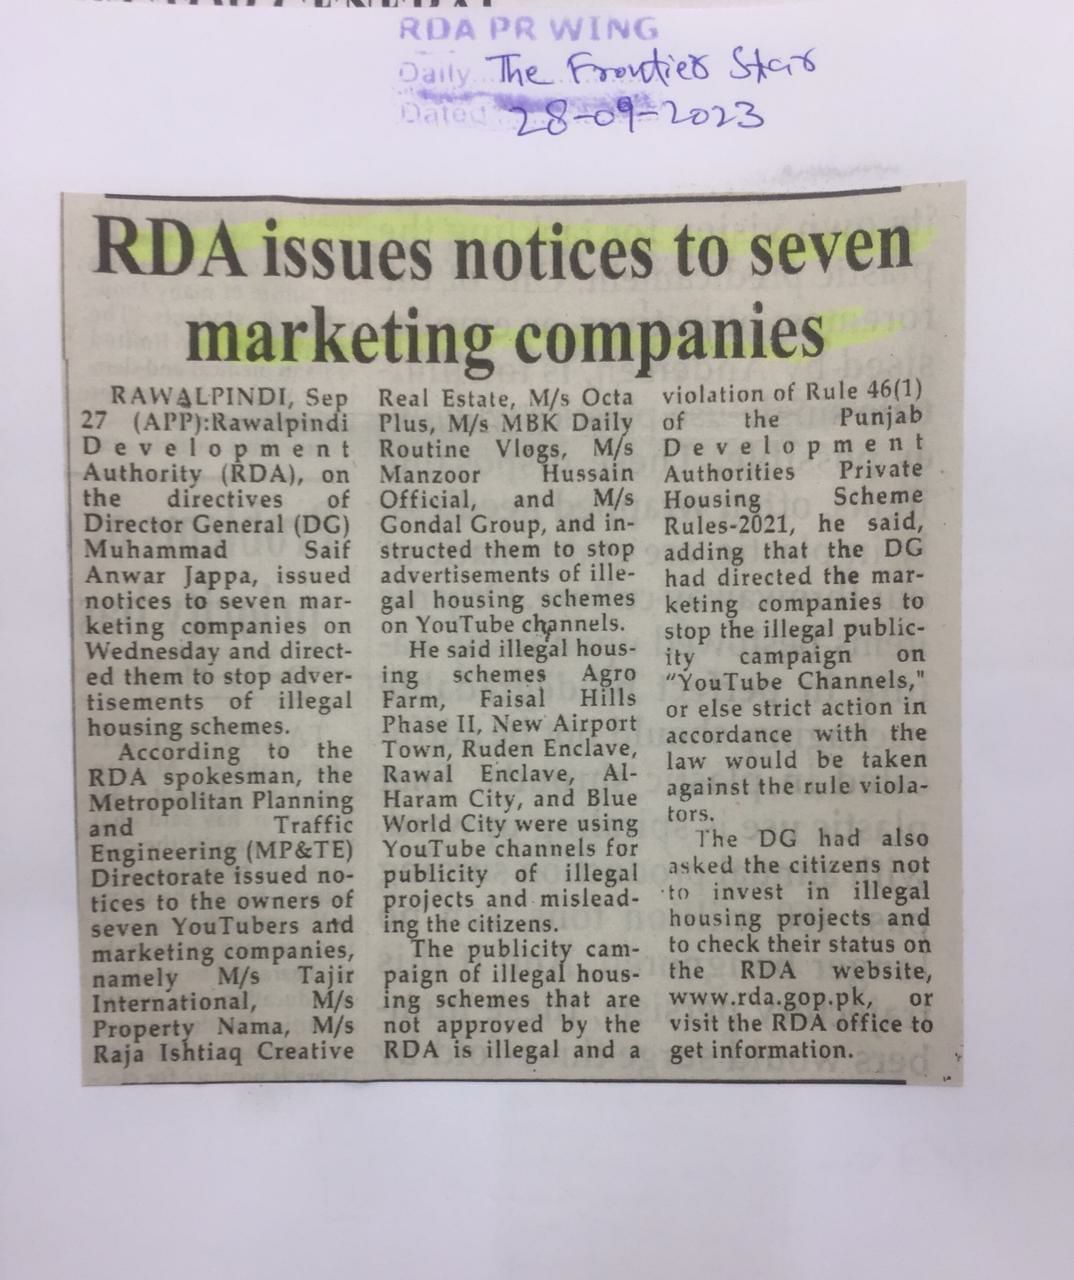 RDA PR WING
Daily The Frontier Star
Dated 28-09-2023
RDA issues notices to seven
marketing companies
RAWALPINDI, Sep
27 (APP):Rawalpindi
Development
Authority (RDA), on
the directives of
Director General (DG)
Muhammad Saif
Anwar Jappa, issued
notices to seven mar-
keting companies on
Wednesday and direct-
ed them to stop adver-
tisements of illegal
housing schemes.
According to the
RDA spokesman, the
Metropolitan Planning
and Traffic
Engineering (MP&TE)
Directorate issued no-
tices to the owners of
seven YouTubers and
marketing companies,
namely M/s Tajir
International, M/s
Property Nama, M/s
Raja Ishtiaq Creative
Real Estate, M/s Octa
Plus, M/s MBK Daily
Routine Vlogs, M/s
Manzoor Hussain
Official, and M/s
Gondal Group, and in-
structed them to stop
advertisements of ille-
gal housing schemes
on YouTube channels.
He said illegal hous-
ing schemes Agro
Farm, Faisal Hills
Phase II, New Airport
Town, Ruden Enclave,
Rawal Enclave, Al-
Haram City, and Blue
World City were using
YouTube channels for
publicity of illegal
projects and mislead-
ing the citizens.
The publicity cam-
paign of illegal hous-
ing schemes that are
not approved by the
RDA is illegal and a
violation of Rule 46(1)
of the Punjab
Development
Authorities Private
Housing Scheme
Rules-2021, he said,
adding that the DG
had directed the mar-
keting companies to
stop the illegal public-
ity campaign on
“YouTube Channels,"
or else strict action in
accordance with the
law would be taken
against the rule viola-
tors.
The DG had also
asked the citizens not
to invest in illegal
housing projects and
to check their status on
the RDA website,
www.rda.gop.pk, or
visit the RDA office to
get information.